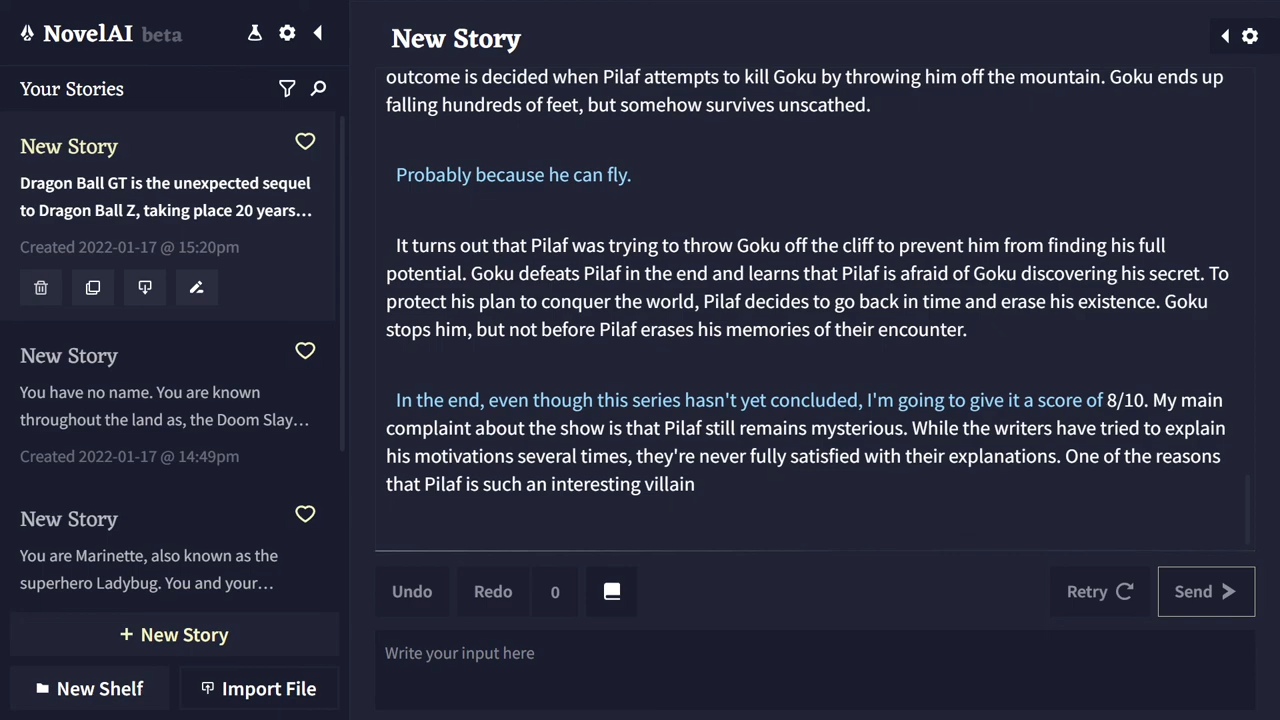 NovelAI beta
Your Stories
New Story
Dragon Ball GT is the unexpected sequel
to Dragon Ball Z, taking place 20 years...
Created 2022-01-17 @ 15:20pm
New Story
You have no name. You are known
throughout the land as, the Doom Slay...
Created 2022-01-17 @ 14:49pm
New Story
You are Marinette, also known as the
superhero Ladybug. You and your...
+ New Story
New Shelf
Import File
New Story
outcome is decided when Pilaf attempts to kill Goku by throwing him off the mountain. Goku ends up
falling hundreds of feet, but somehow survives unscathed.
Probably because he can fly.
It turns out that Pilaf was trying to throw Goku off the cliff to prevent him from finding his full
potential. Goku defeats Pilaf in the end and learns that Pilaf is afraid of Goku discovering his secret. To
protect his plan to conquer the world, Pilaf decides to go back in time and erase his existence. Goku
stops him, but not before Pilaf erases his memories of their encounter.
In the end, even though this series hasn't yet concluded, I'm going to give it a score of 8/10. My main
complaint about the show is that Pilaf still remains mysterious. While the writers have tried to explain
his motivations several times, they're never fully satisfied with their explanations. One of the reasons
that Pilaf is such an interesting villain
Undo
Redo
0
Retry
Send
Write your input here